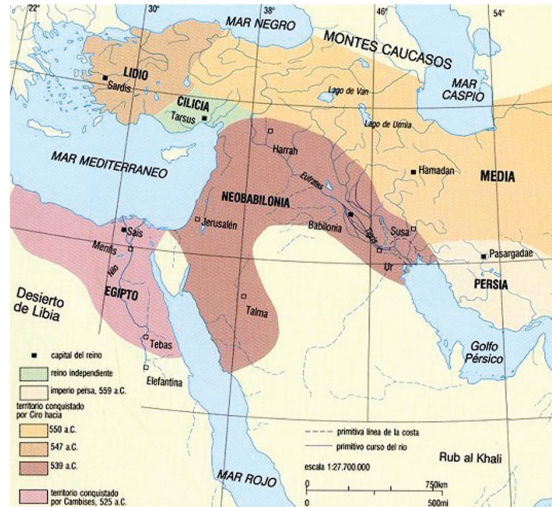 22°
30°
38°
46°
54°
MAR NEGRO
MONTES CAUCASOS
LIDIO
Sardis
CILICIA
Tarsus
Lago de Van
Lago de Urmia
MAR
CASPIO
MAR MEDITERRANEO
Harrah
Hamadan
MEDIA
Eufrates
NEOBABILONIA
Jerusalén
Babilonia
Tigris
Susa
Sais
Menfis
Ur
Pasargadae
PERSIA
Nilo
EGIPTO
Desierto
de Libia
Talma
Golfo
Pérsico
Tebas
Elefantina
capital del reino
reino independiente
imperio persa, 559 a.C.
territorio conquistado
por Ciro hacia
550 a.C.
547 a.C.
539 a.C.
territorio conquistado
por Cambises, 525 a.C.
MAR ROJO
primitiva línea de la costa
primitivo curso del río
escala 1:27.700.000
Rub al Khali
0 750km
0 500mi